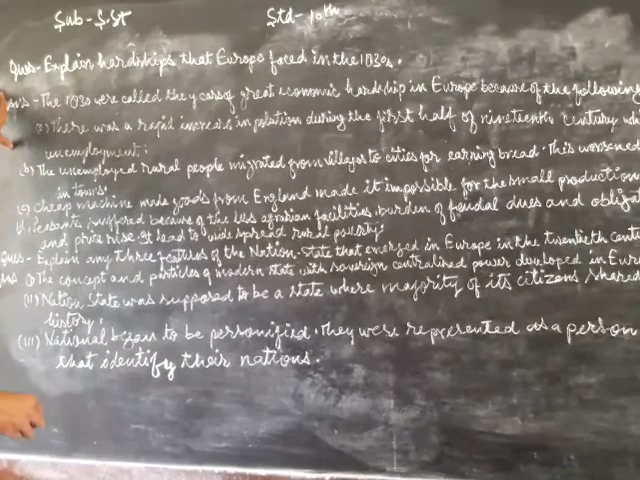 Sub - S.St Std - 10th
Ques - Explain hardships that Europe faced in the 1830s.
Ans - The 1830s were called the years of great economic hardship in Europe because of the following
(a) There was a rapid increase in polution during the first half of nineteenth century whi
unemployment;
(b) The unemployed rural people migrated from villages to cities for earning bread. This worsened
in towns.
(c) Cheap machine made goods from England made it impossible for the small production
d. Peasants suffered because of the less agrarian facilities, burden of feudal dues and obligat
and price rise. It lead to wide spread rural poverty.
Ques - Explain any three features of the Nation-State that emerged in Europe in the twentieth centu
Ans (i) The concept and particles of modern state with sovereign centralised power developed in Euro
(ii) Nation State was supposed to be a state where majority of its citizens shared
history.
(iii) National began to be personified. They were represented as a person
that identify their nations.